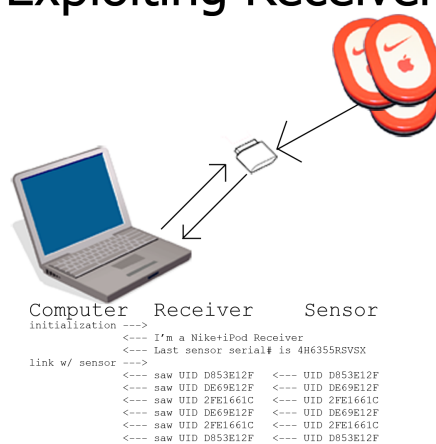 Exploiting Receiver
Computer Receiver Sensor
initialization --->
<--- I'm a Nike+iPod Receiver
<--- Last sensor serial# is 4H6355RSVSX
link w/ sensor --->
<--- saw UID D853E12F <--- UID D853E12F
<--- saw UID DE69E12F <--- UID DE69E12F
<--- saw UID 2FE1661C <--- UID 2FE1661C
<--- saw UID DE69E12F <--- UID DE69E12F
<--- saw UID 2FE1661C <--- UID 2FE1661C
<--- saw UID D853E12F <--- UID D853E12F